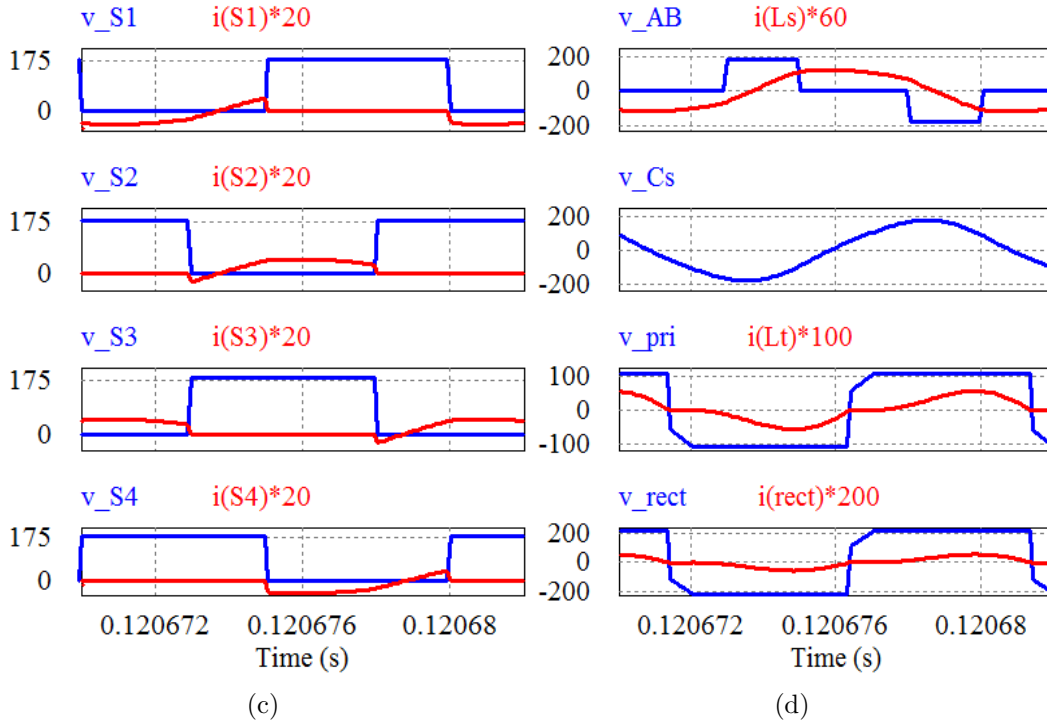 v_S1 i(S1)*20
175
0
v_S2 i(S2)*20
175
0
v_S3 i(S3)*20
175
0
v_S4 i(S4)*20
175
0
0.120672 0.120676 0.12068
Time (s)
(c)
v_AB i(Ls)*60
200
0
-200
v_Cs
200
0
-200
v_pri i(Lt)*100
100
0
-100
v_rect i(rect)*200
200
0
-200
0.120672 0.120676 0.12068
Time (s)
(d)